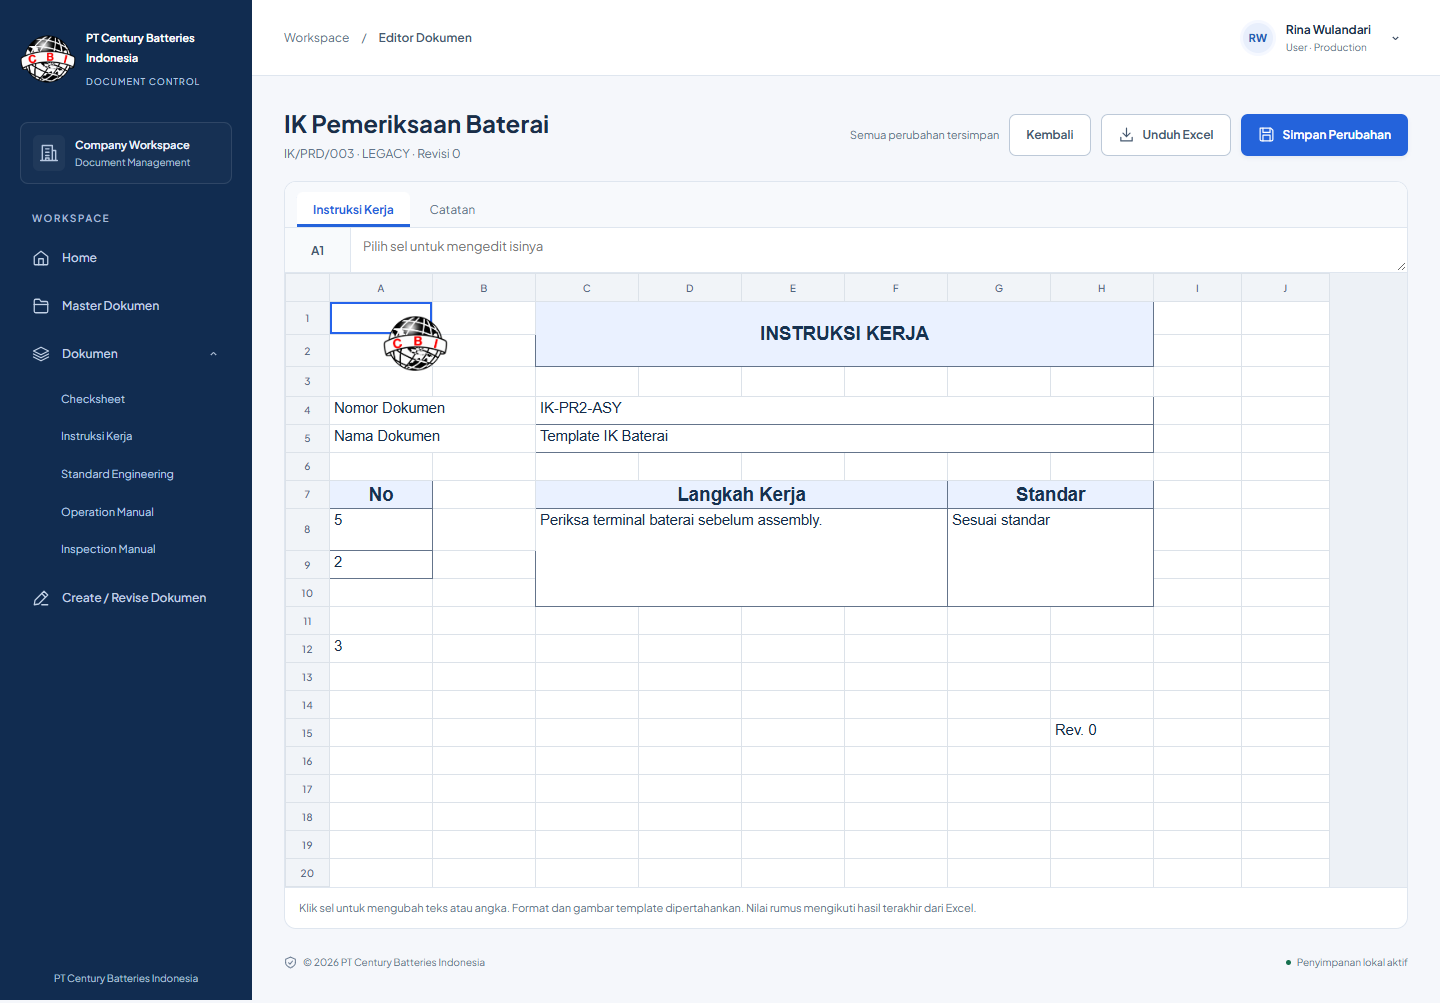 CBI
PT Century Batteries
Indonesia
DOCUMENT CONTROL
Company Workspace
Document Management
WORKSPACE
Home
Master Dokumen
Dokumen
Checksheet
Instruksi Kerja
Standard Engineering
Operation Manual
Inspection Manual
Create / Revise Dokumen
PT Century Batteries Indonesia
Workspace / Editor Dokumen
RW
Rina Wulandari
User · Production
IK Pemeriksaan Baterai
IK/PRD/003 · LEGACY · Revisi 0
Semua perubahan tersimpan
Kembali
Unduh Excel
Simpan Perubahan
Instruksi Kerja
Catatan
A1
Pilih sel untuk mengedit isinya
A B C D E F G H I J
1
CBI
INSTRUKSI KERJA
2
3
4 Nomor Dokumen IK-PR2-ASY
5 Nama Dokumen Template IK Baterai
6
7 No Langkah Kerja Standar
8 5 Periksa terminal baterai sebelum assembly. Sesuai standar
9 2
10
11
12 3
13
14
15 Rev. 0
16
17
18
19
20
Klik sel untuk mengubah teks atau angka. Format dan gambar template dipertahankan. Nilai rumus mengikuti hasil terakhir dari Excel.
© 2026 PT Century Batteries Indonesia
Penyimpanan lokal aktif